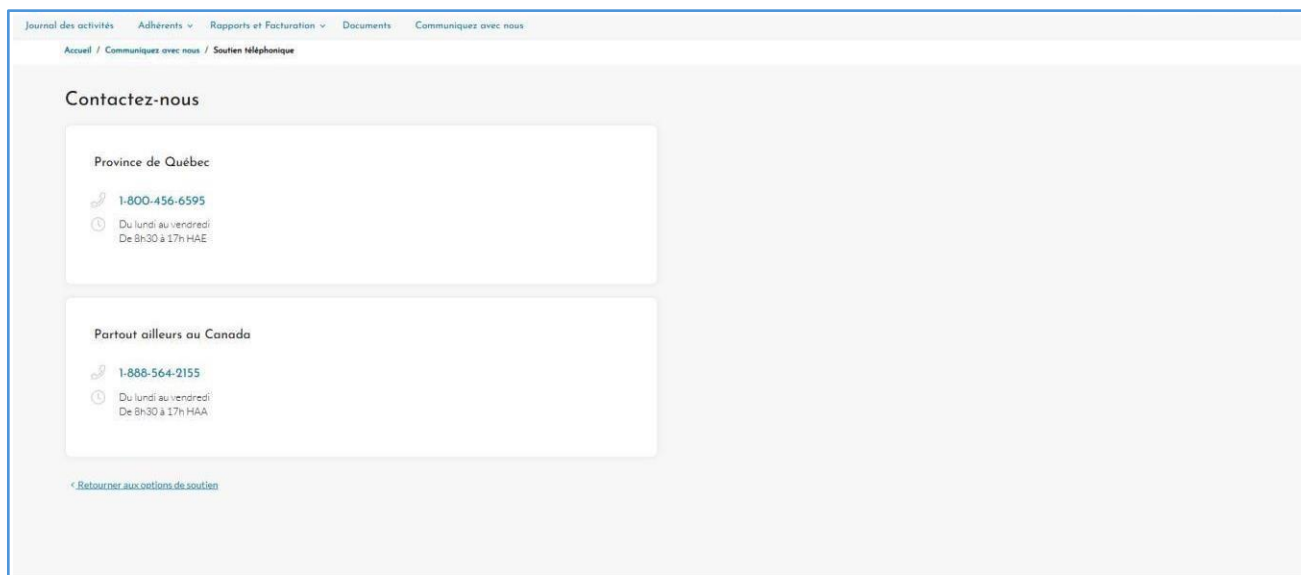 Journal des activités Adhérents Rapports et Facturation Documents Communiquez avec nous
Accueil / Communiquez avec nous / Soutien téléphonique
Contactez-nous
Province de Québec
1-800-456-6595
Du lundi au vendredi
De 8h30 à 17h HAE
Partout ailleurs au Canada
1-888-564-2155
Du lundi au vendredi
De 8h30 à 17h HAA
< Retourner aux options de soutien